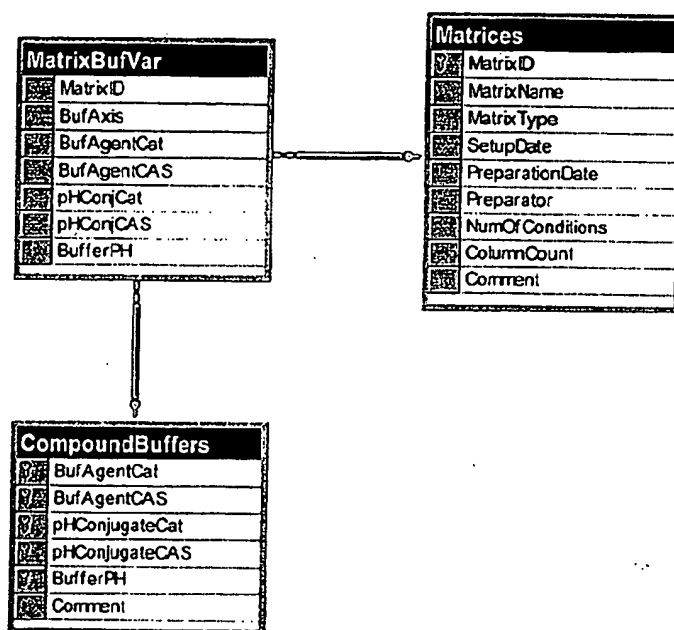 MatrixBufVar
MatrixID
BufAxis
BufAgentCat
BufAgentCAS
pHConjCat
pHConjCAS
BufferPH
Matrices
MatrixID
MatrixName
MatrixType
SetupDate
PreparationDate
Preparator
NumOfConditions
ColumnCount
Comment
CompoundBuffers
BufAgentCat
BufAgentCAS
pHConjugateCat
pHConjugateCAS
BufferPH
Comment